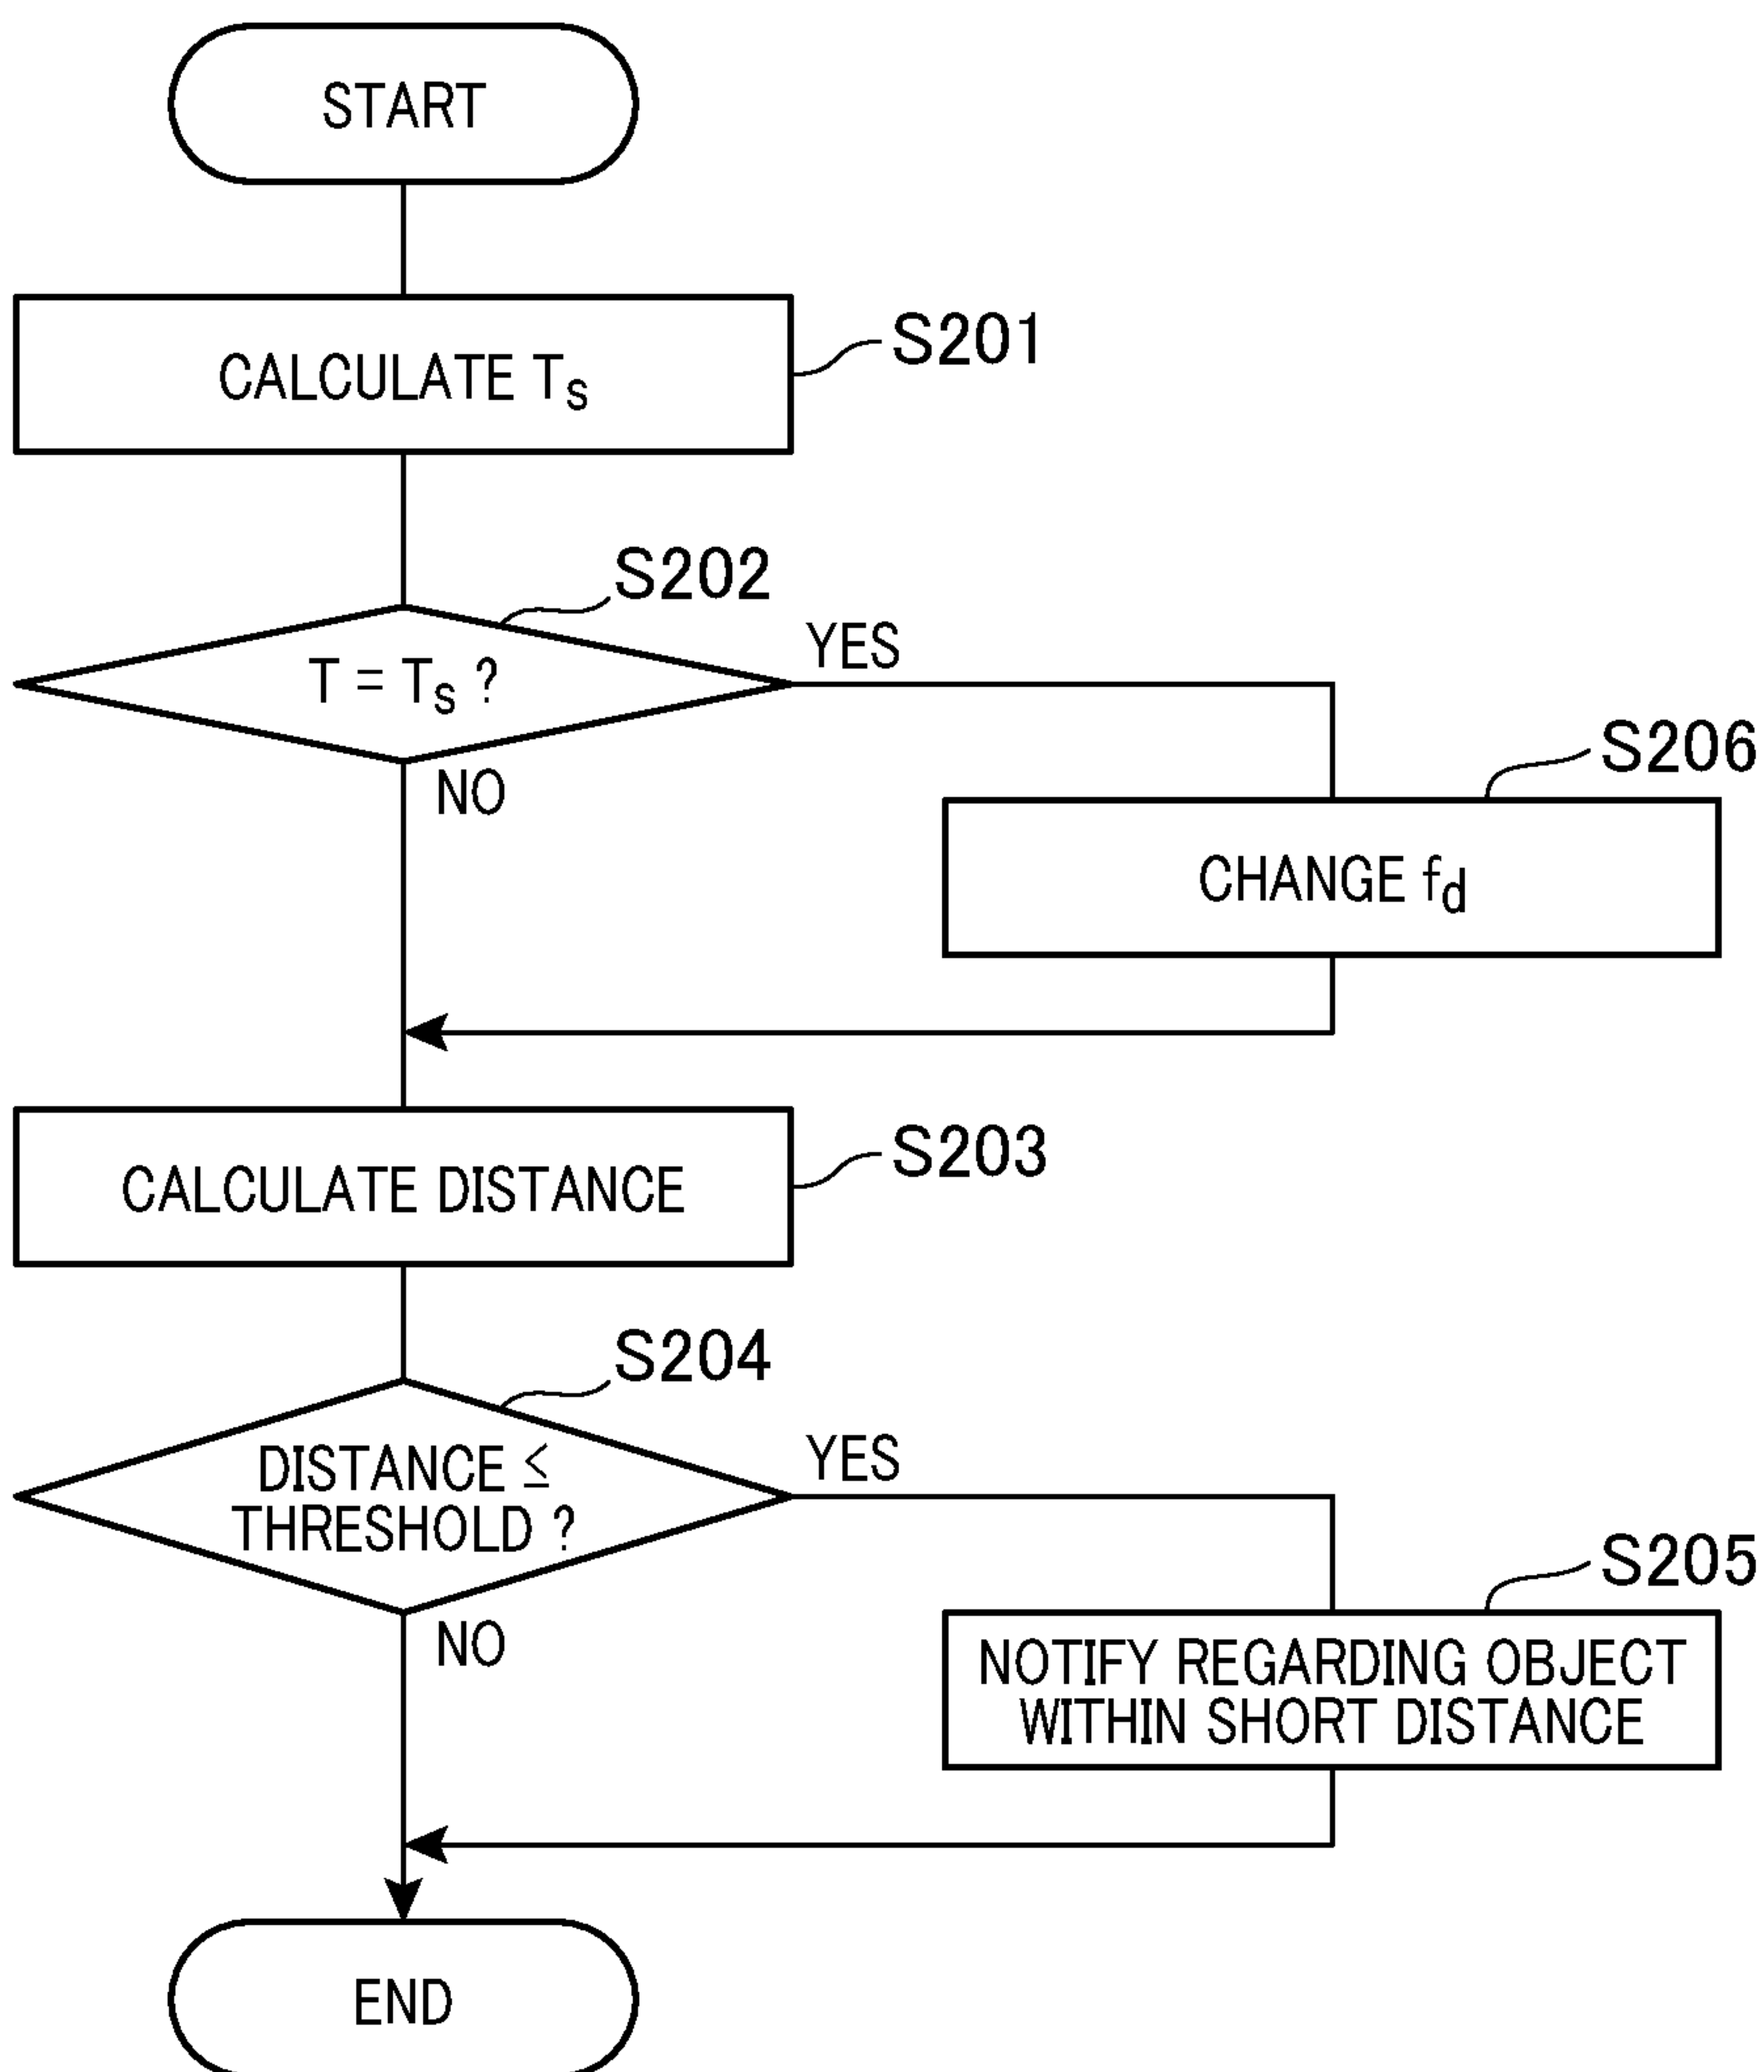 START
CALCULATE Ts
S201
S202
T = Ts ?
YES
NO
S206
CHANGE fd
CALCULATE DISTANCE
S203
S204
DISTANCE ≤
THRESHOLD ?
YES
NO
S205
NOTIFY REGARDING OBJECT
WITHIN SHORT DISTANCE
END